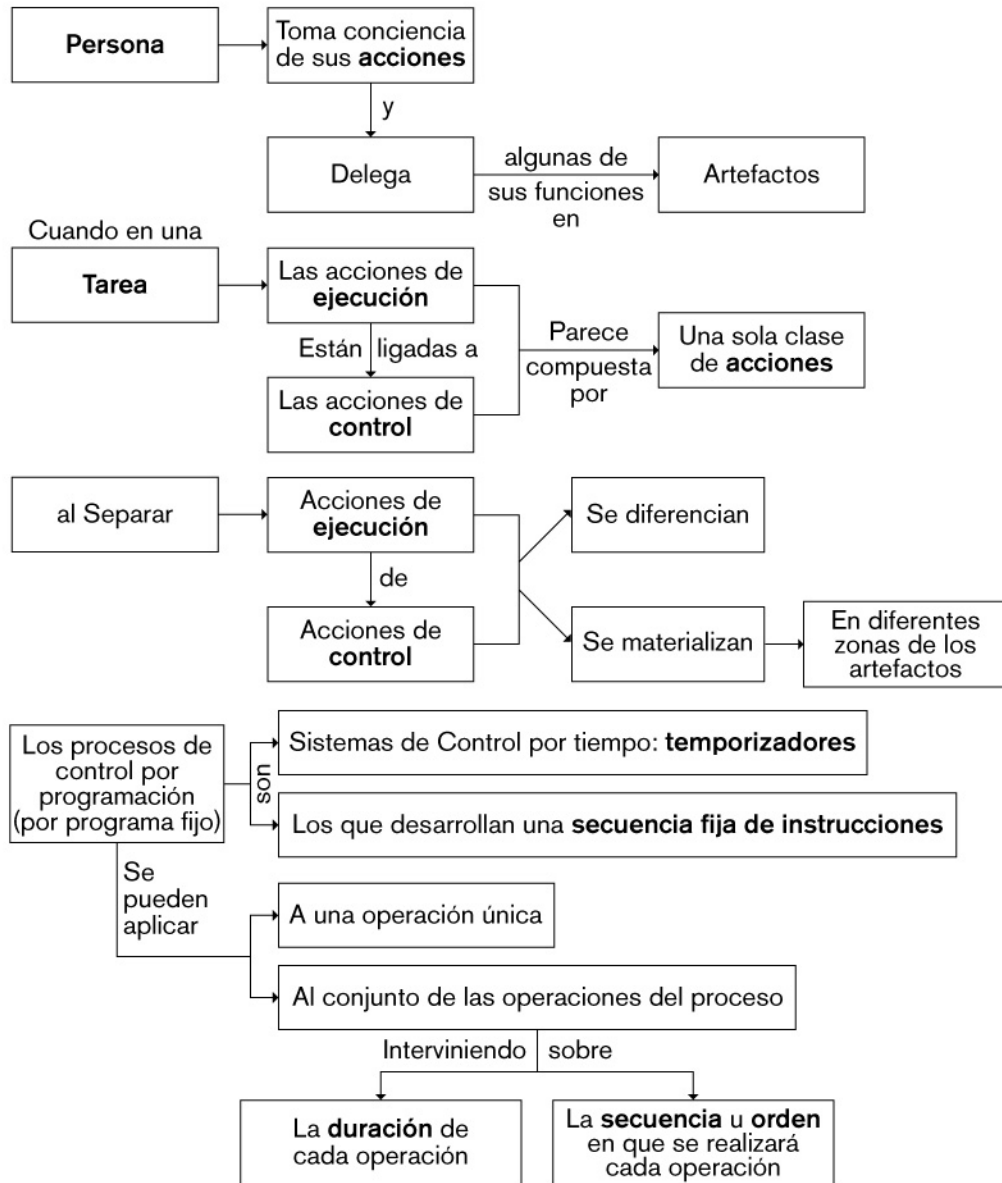 Persona
Toma conciencia
de sus acciones
y
Delega
algunas de
sus funciones
en
Artefactos
Cuando en una
Tarea
Las acciones de
ejecución
Están ligadas a
Las acciones de
control
Parece
compuesta
por
Una sola clase
de acciones
al Separar
Acciones de
ejecución
de
Acciones de
control
Se diferencian
Se materializan
En diferentes
zonas de los
artefactos
Los procesos de
control por
programación
(por programa fijo)
son
Sistemas de Control por tiempo: temporizadores
Los que desarrollan una secuencia fija de instrucciones
Se
pueden
aplicar
A una operación única
Al conjunto de las operaciones del proceso
Interviniendo sobre
La duración de
cada operación
La secuencia u orden
en que se realizará
cada operación